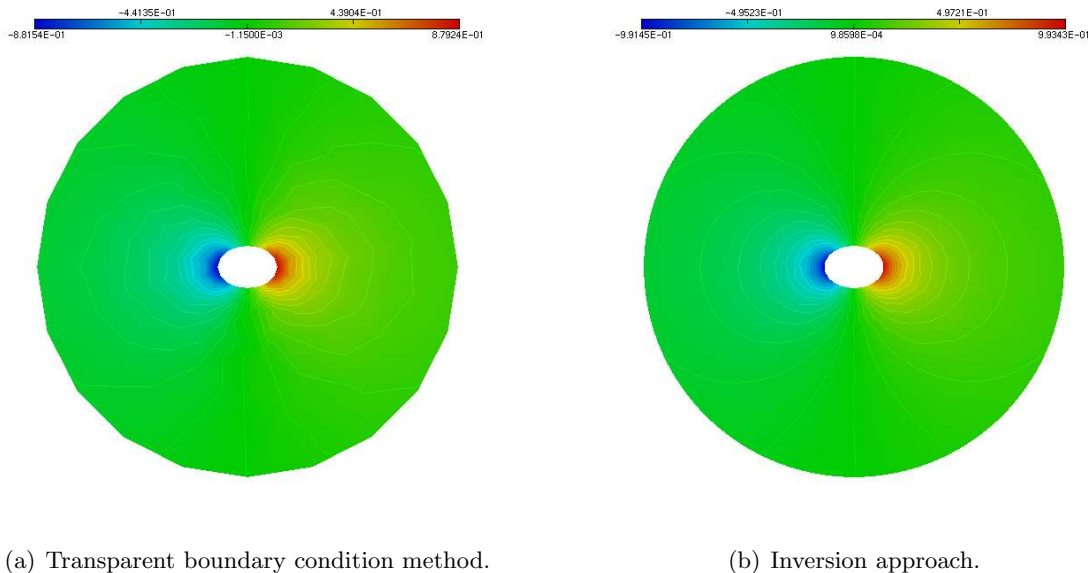 −4.4135E−01 4.3904E−01
−8.8154E−01 −1.1500E−03 8.7924E−01
−4.9523E−01 4.9721E−01
−9.9145E−01 9.8598E−04 9.9343E−01
(a) Transparent boundary condition method.
(b) Inversion approach.